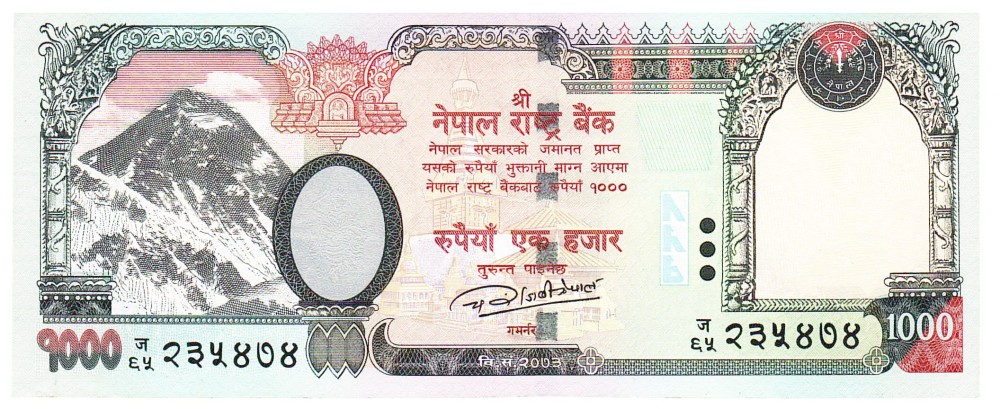 श्री
नेपाल राष्ट्र बैंक
नेपाल सरकारको जमानत प्राप्त
यसको रुपैयाँ भुक्तानी माग्न आएमा
नेपाल राष्ट्र बैंकबाट रुपैयाँ १०००
रुपैयाँ एक हजार
तुरुन्त पाइनेछ
गभर्नर
१०००
ज
६५ २३५४७४
वि.सं.२०७३
ज
६५ २३५४७४
1000